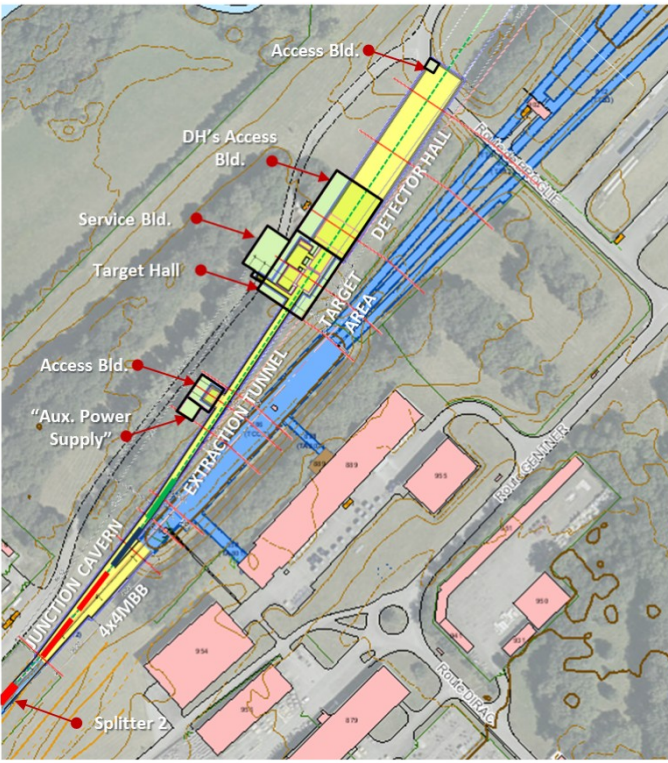 Access Bld.
DH's Access
Bld.
DETECTOR HALL
Service Bld.
Target Hall
TARGET
AREA
Access Bld.
"Aux. Power
Supply"
EXTRACTION TUNNEL
889
955
Route GENTNER
JUNCTION CAVERN
4x4MBB
954
950
879
Route DIRAC
Splitter 2